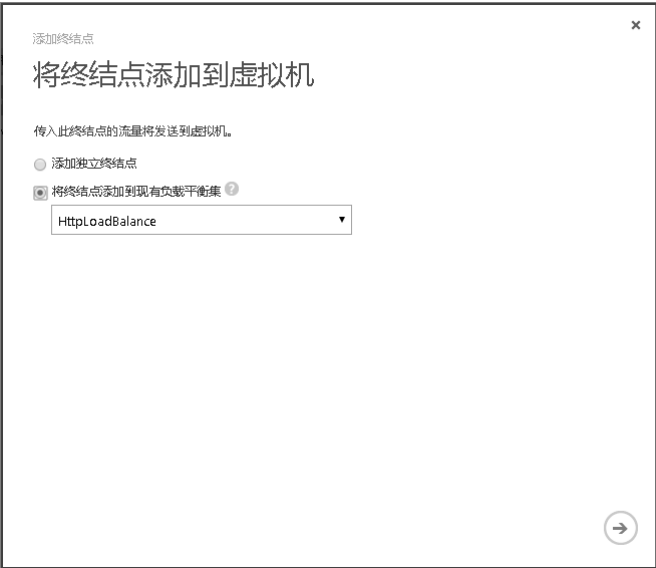 添加终结点
将终结点添加到虚拟机
传入此终结点的流量将发送到虚拟机。
添加独立终结点
将终结点添加到现有负载平衡集 ?
HttpLoadBalance